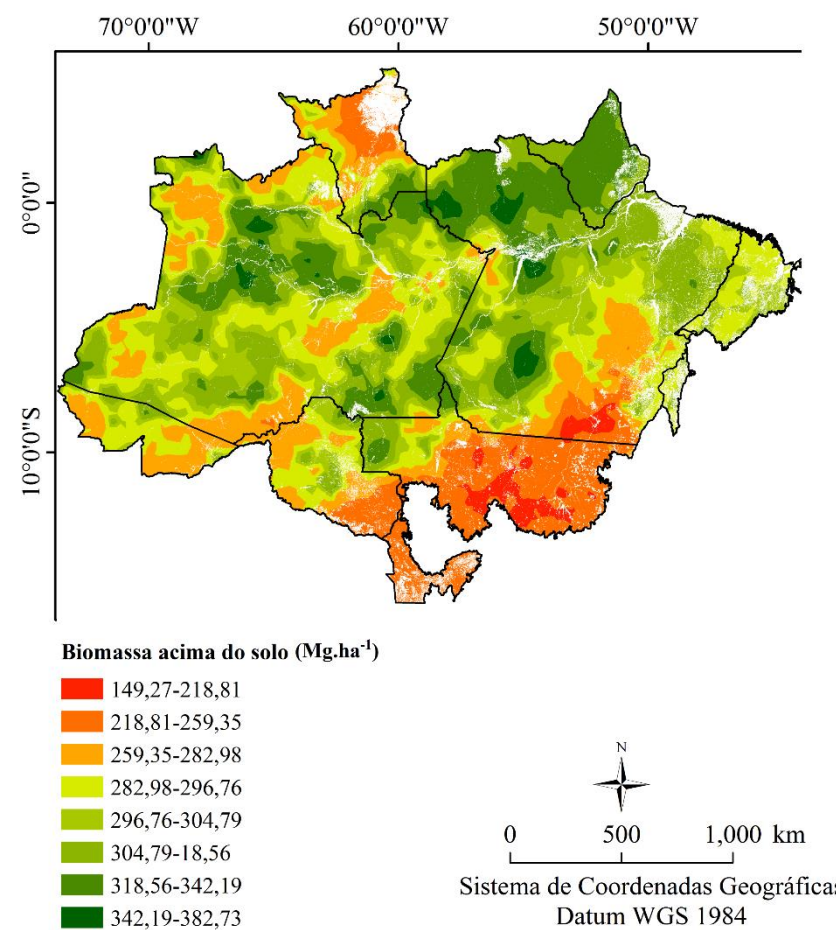 70°0'0"W 60°0'0"W 50°0'0"W
0°0'0"
10°0'0"S
Biomassa acima do solo (Mg.ha⁻¹)
149,27-218,81
218,81-259,35
259,35-282,98
282,98-296,76
296,76-304,79
304,79-18,56
318,56-342,19
342,19-382,73
N
0 500 1,000 km
Sistema de Coordenadas Geográficas
Datum WGS 1984